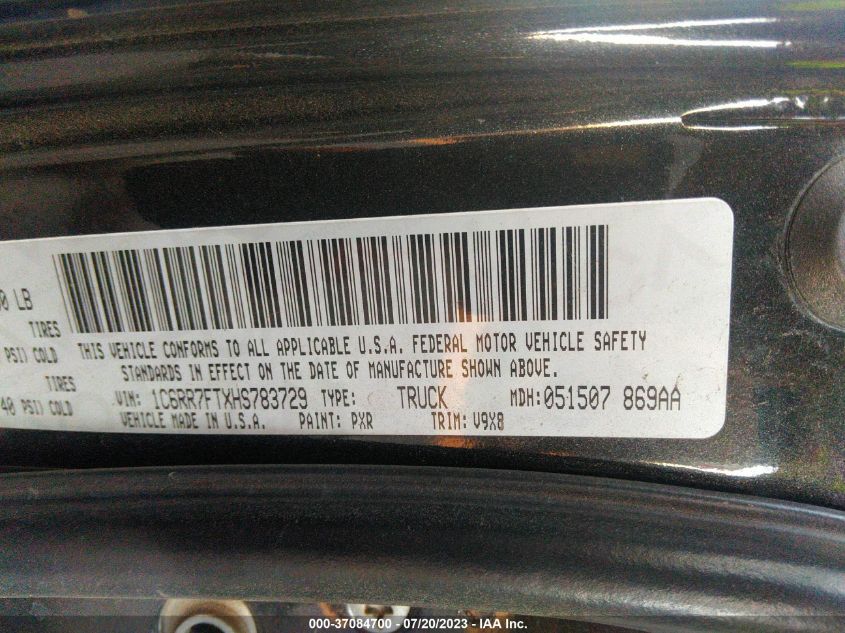 0 LB
TIRES
PSI) COLD
TIRES
40 PSI) COLD
THIS VEHICLE CONFORMS TO ALL APPLICABLE U.S.A. FEDERAL MOTOR VEHICLE SAFETY
STANDARDS IN EFFECT ON THE DATE OF MANUFACTURE SHOWN ABOVE.
VIN: 1C6RR7FTXHS783729 TYPE: TRUCK MDH: 051507 869AA
VEHICLE MADE IN U.S.A. PAINT: PXR TRIM: V9X8
000-37084700 - 07/20/2023 - © IAA Inc.